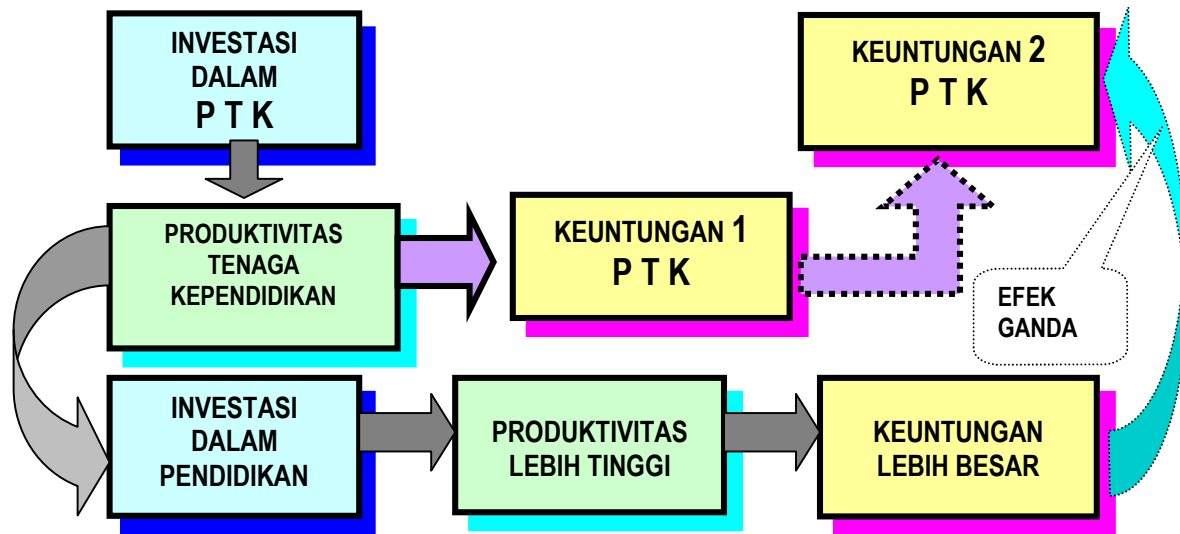 INVESTASI
DALAM
P T K
KEUNTUNGAN 2
P T K
PRODUKTIVITAS
TENAGA
KEPENDIDIKAN
KEUNTUNGAN 1
P T K
EFEK
GANDA
INVESTASI
DALAM
PENDIDIKAN
PRODUKTIVITAS
LEBIH TINGGI
KEUNTUNGAN
LEBIH BESAR